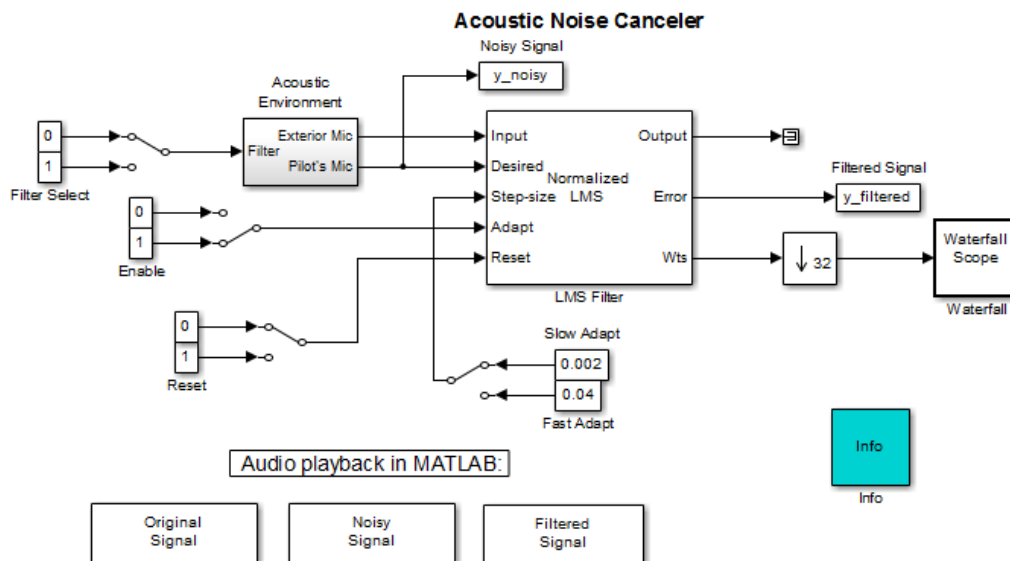 Acoustic Noise Canceler
Noisy Signal
y_noisy
Acoustic
Environment
Filter
Exterior Mic
Pilot's Mic
0
1
Filter Select
0
1
Enable
0
1
Reset
Input
Desired
Step-size
Adapt
Reset
Normalized
LMS
Output
Error
Wts
LMS Filter
Filtered Signal
y_filtered
32
Waterfall
Scope
Waterfall
Slow Adapt
0.002
0.04
Fast Adapt
Info
Info
Audio playback in MATLAB:
Original
Signal
Noisy
Signal
Filtered
Signal